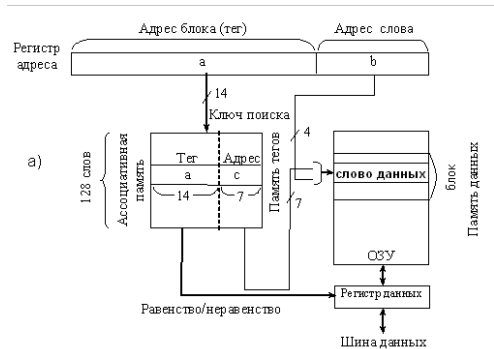 Адрес блока (тег)
Адрес слова
Регистр
адреса
a
b
14
Ключ поиска
4
а)
128 слов
Ассоциативная
память
Тег
Адрес
a
c
14
7
Память тегов
7
слово данных
блок
Память данных
ОЗУ
Регистр данных
Равенство/неравенство
Шина данных